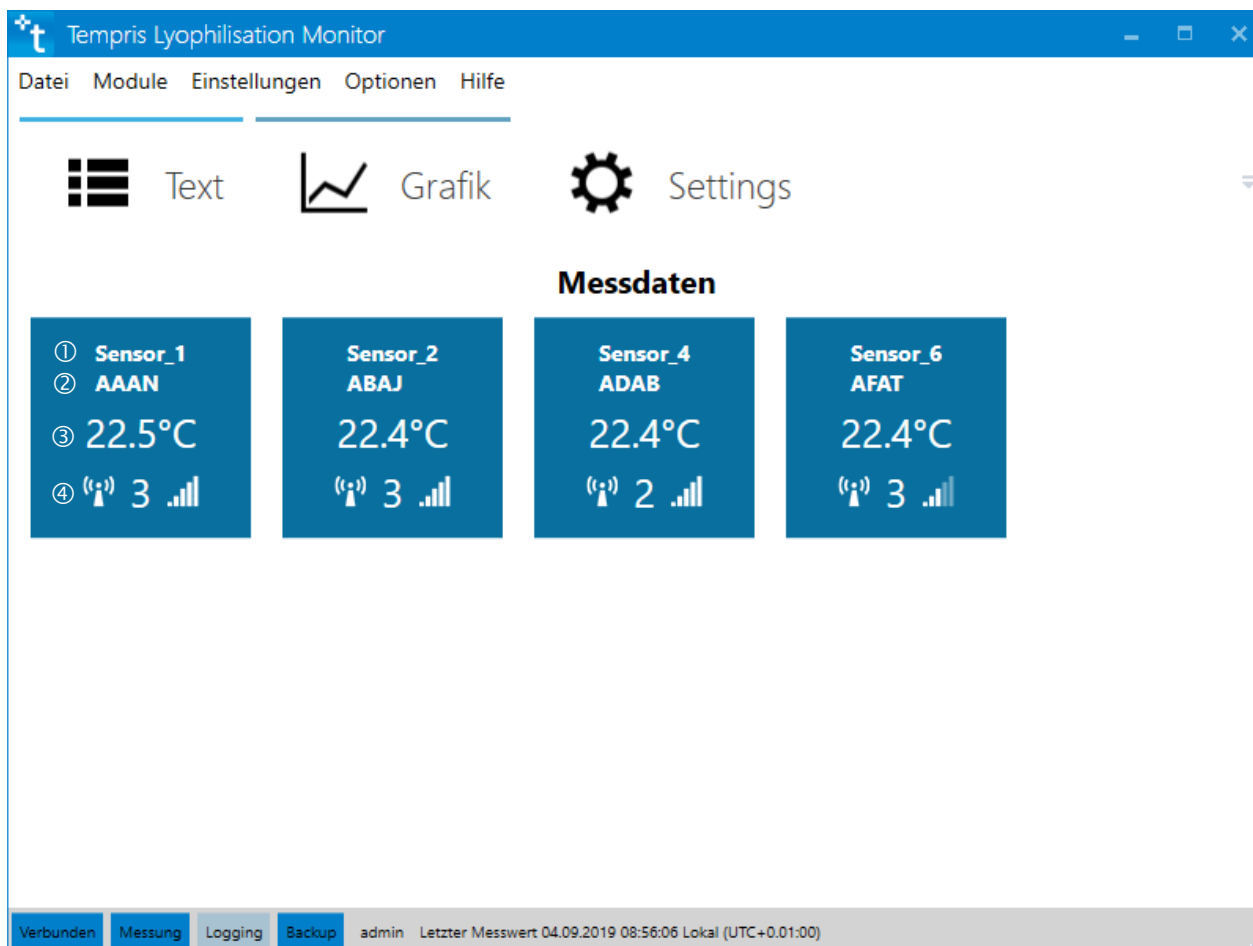 Tempris Lyophilisation Monitor
Datei Module Einstellungen Optionen Hilfe
Text Grafik Settings
Messdaten
① Sensor_1
② AAAN
③ 22.5°C
④ 3
Sensor_2
ABAJ
22.4°C
3
Sensor_4
ADAB
22.4°C
2
Sensor_6
AFAT
22.4°C
3
Verbunden Messung Logging Backup admin Letzter Messwert 04.09.2019 08:56:06 Lokal (UTC+0.01:00)